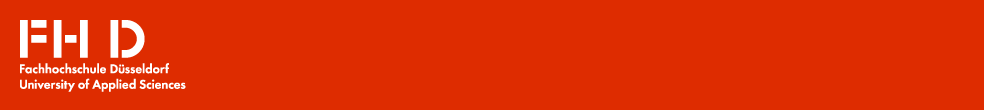 FH D
Fachhochschule Düsseldorf
University of Applied Sciences